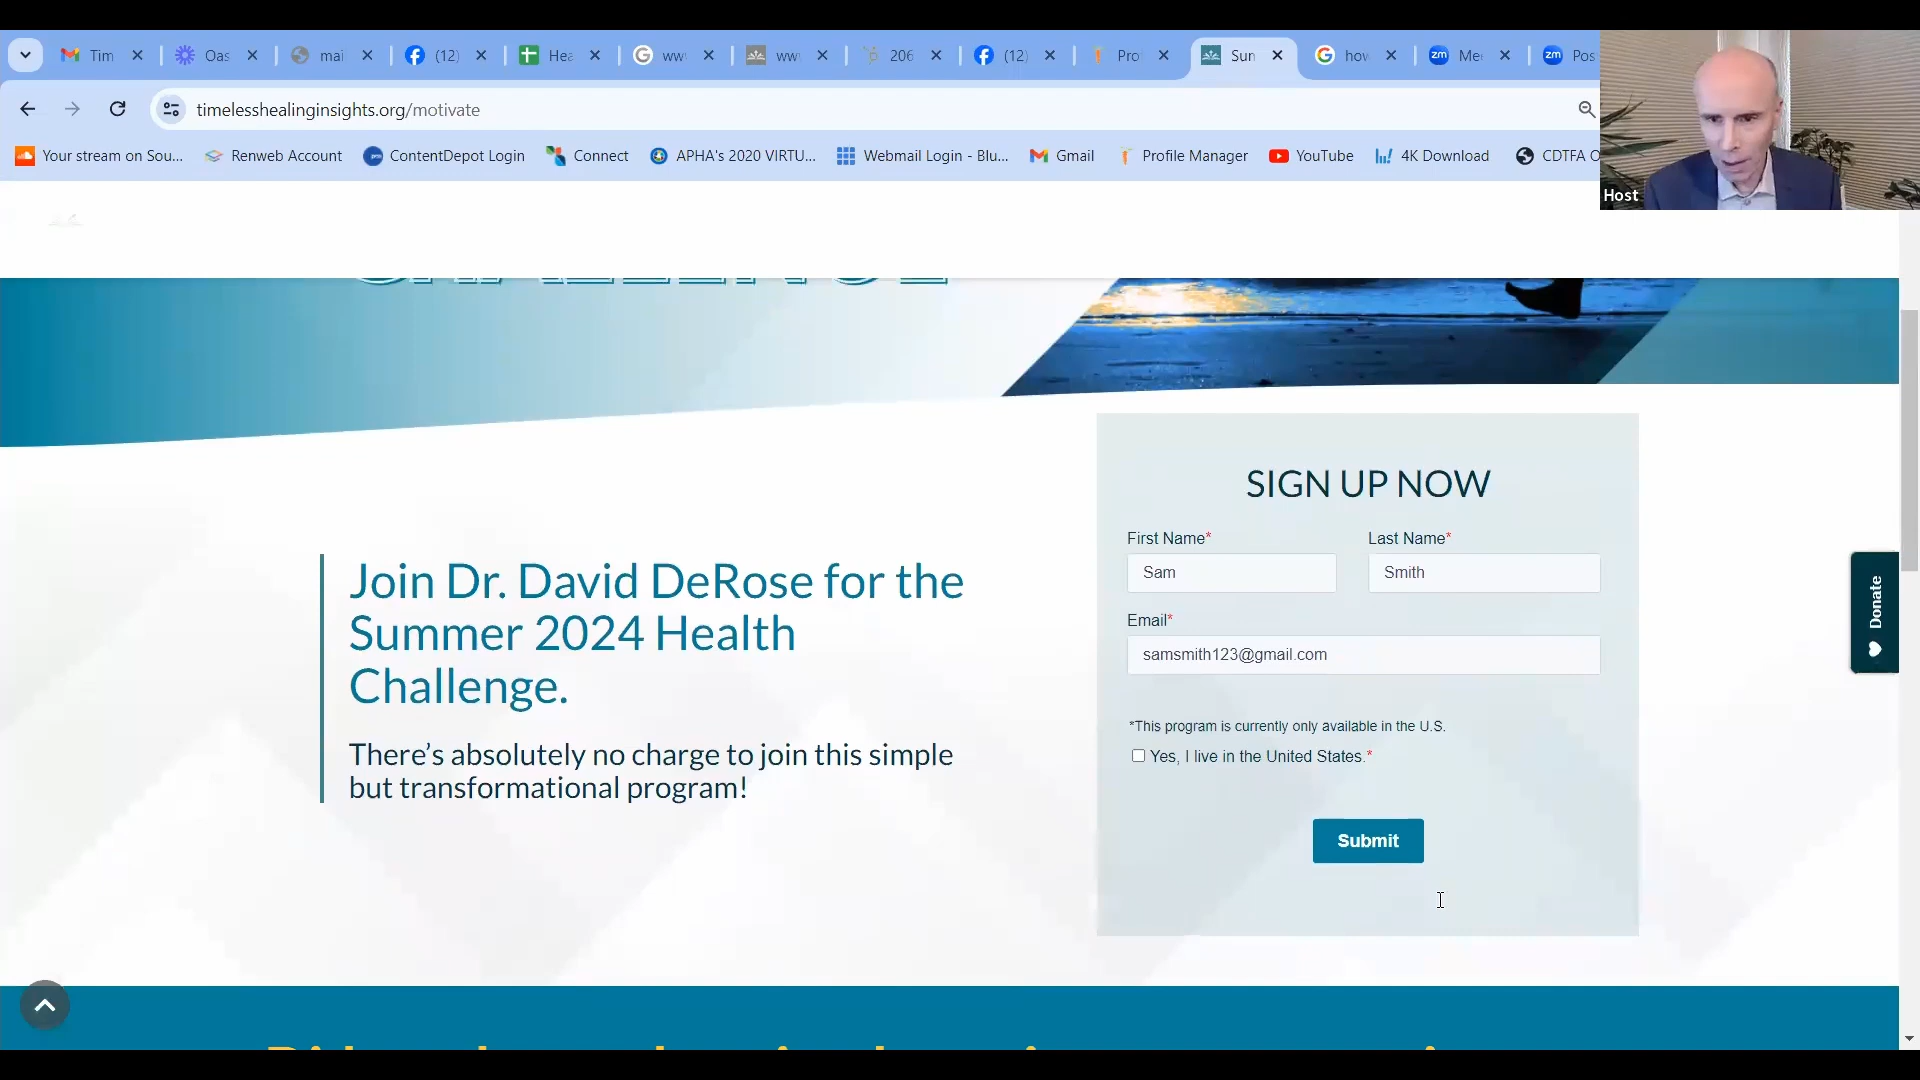 Tim
Oas
mai
(12)
Hea
ww
ww
206
(12)
Pro
Sun
how
Me
Pos
timelesshealinginsights.org/motivate
Your stream on Sou...
Renweb Account
ContentDepot Login
Connect
APHA's 2020 VIRTU...
Webmail Login - Blu...
Gmail
Profile Manager
YouTube
4K Download
CDTFA O
Host
SIGN UP NOW
First Name*
Last Name*
Sam
Smith
Email*
samsmith123@gmail.com
*This program is currently only available in the U.S.
Yes, I live in the United States.*
Submit
Join Dr. David DeRose for the
Summer 2024 Health
Challenge.
There's absolutely no charge to join this simple
but transformational program!
Donate